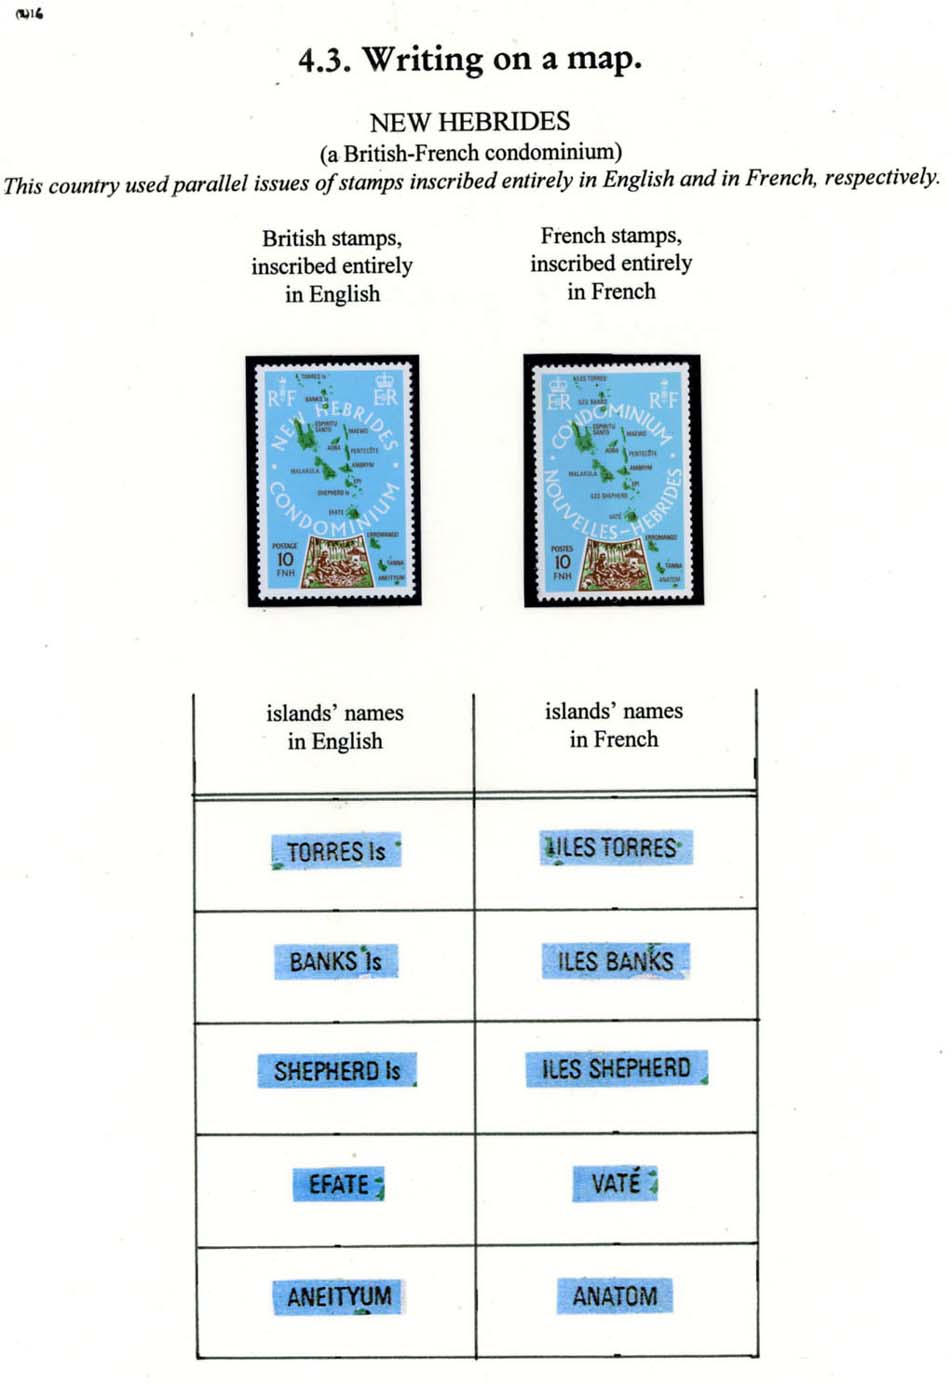 (2)16
4.3. Writing on a map.
NEW HEBRIDES
(a British-French condominium)
This country used parallel issues of stamps inscribed entirely in English and in French, respectively.
British stamps,
inscribed entirely
in English
French stamps,
inscribed entirely
in French
TORRES Is
RF
ER
BANKS Is
NEW HEBRIDES
ESPIRITU
SANTO
MAEWO
AOBA
PENTECÔTE
AMBRYM
MALAKULA
EPI
SHEPHERD Is
EFATE
CONDOMINIUM
ERROMANGO
POSTAGE
10
FNH
TANNA
ANEITYUM
ILES TORRES
ER
RF
ILES BANKS
CONDOMINIUM
ESPIRITU
SANTO
MAEWO
AOBA
PENTECÔTE
AMBRYM
MALAKULA
EPI
ILES SHEPHERD
VATÉ
NOUVELLES-HEBRIDES
ERROMANGO
POSTES
10
FNH
TANNA
ANATOM
islands' names
in English
islands' names
in French
TORRES Is
ILES TORRES
BANKS Is
ILES BANKS
SHEPHERD Is
ILES SHEPHERD
EFATE
VATÉ
ANEITYUM
ANATOM